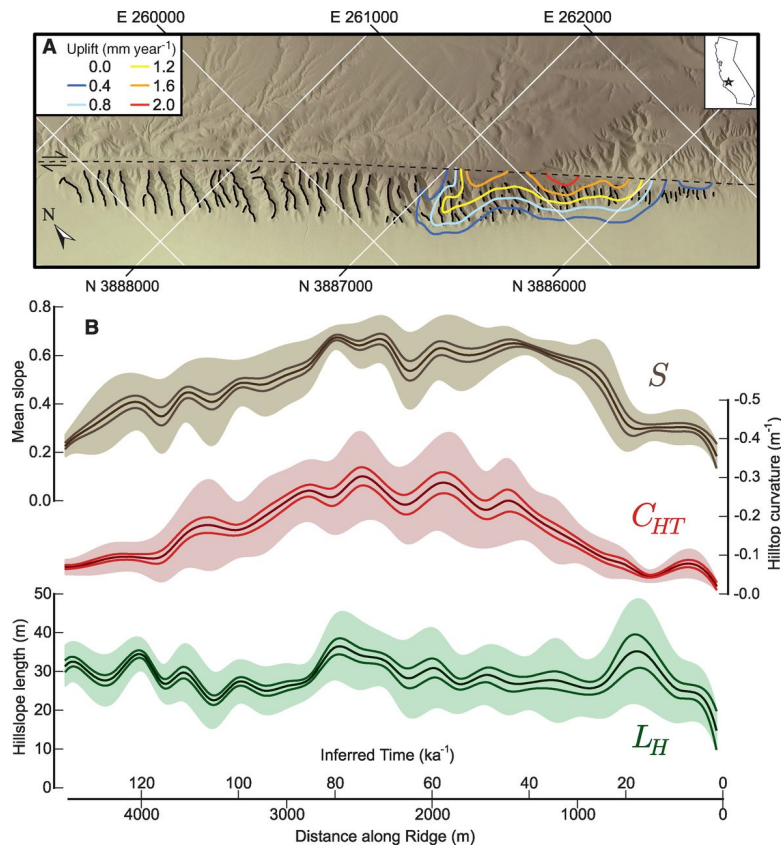 E 260000 E 261000 E 262000
A Uplift (mm year-1)
0.0 1.2
0.4 1.6
0.8 2.0
N
N 3888000 N 3887000 N 3886000
B
0.8
0.6
0.4
0.2
0.0
Mean slope
S
-0.5
-0.4
-0.3
-0.2
-0.1
-0.0
Hilltop curvature (m-1)
CHT
50
40
30
20
10
0
Hillslope length (m)
LH
Inferred Time (ka-1)
120 100 80 60 40 20 0
4000 3000 2000 1000 0
Distance along Ridge (m)